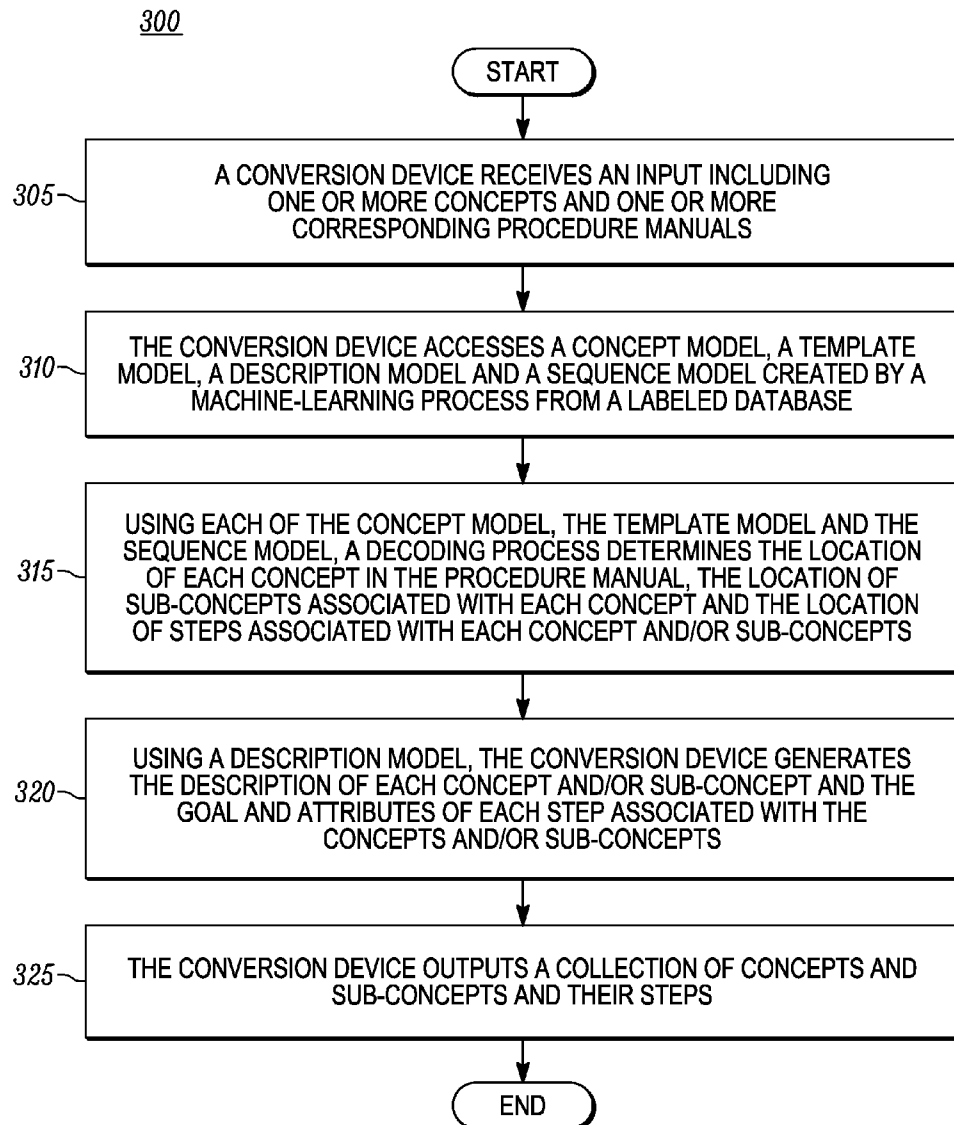 300
START
305
A CONVERSION DEVICE RECEIVES AN INPUT INCLUDING
ONE OR MORE CONCEPTS AND ONE OR MORE
CORRESPONDING PROCEDURE MANUALS
310
THE CONVERSION DEVICE ACCESSES A CONCEPT MODEL, A TEMPLATE
MODEL, A DESCRIPTION MODEL AND A SEQUENCE MODEL CREATED BY A
MACHINE-LEARNING PROCESS FROM A LABELED DATABASE
315
USING EACH OF THE CONCEPT MODEL, THE TEMPLATE MODEL AND THE
SEQUENCE MODEL, A DECODING PROCESS DETERMINES THE LOCATION
OF EACH CONCEPT IN THE PROCEDURE MANUAL, THE LOCATION OF
SUB-CONCEPTS ASSOCIATED WITH EACH CONCEPT AND THE LOCATION
OF STEPS ASSOCIATED WITH EACH CONCEPT AND/OR SUB-CONCEPTS
320
USING A DESCRIPTION MODEL, THE CONVERSION DEVICE GENERATES
THE DESCRIPTION OF EACH CONCEPT AND/OR SUB-CONCEPT AND THE
GOAL AND ATTRIBUTES OF EACH STEP ASSOCIATED WITH THE
CONCEPTS AND/OR SUB-CONCEPTS
325
THE CONVERSION DEVICE OUTPUTS A COLLECTION OF CONCEPTS AND
SUB-CONCEPTS AND THEIR STEPS
END